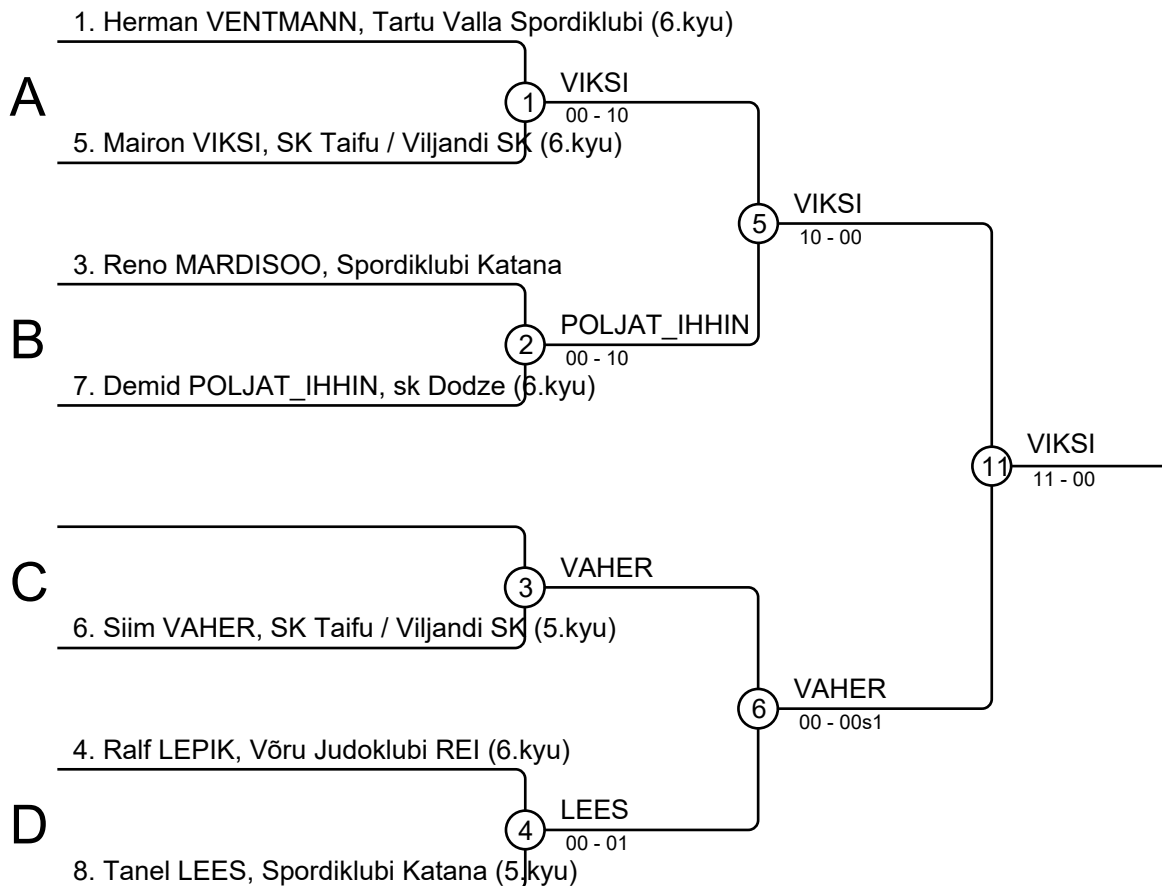 1. Herman VENTMANN, Tartu Valla Spordiklubi (6.kyu)
A
1
VIKSI
00 - 10
5. Mairon VIKSI, SK Taifu / Viljandi SK (6.kyu)
5
VIKSI
10 - 00
3. Reno MARDISOO, Spordiklubi Katana
B
2
POLJAT_IHHIN
00 - 10
7. Demid POLJAT_IHHIN, sk Dodze (6.kyu)
11
VIKSI
11 - 00
C
3
VAHER
6. Siim VAHER, SK Taifu / Viljandi SK (5.kyu)
6
VAHER
00 - 00s1
4. Ralf LEPIK, Võru Judoklubi REI (6.kyu)
D
4
LEES
00 - 01
8. Tanel LEES, Spordiklubi Katana (5.kyu)